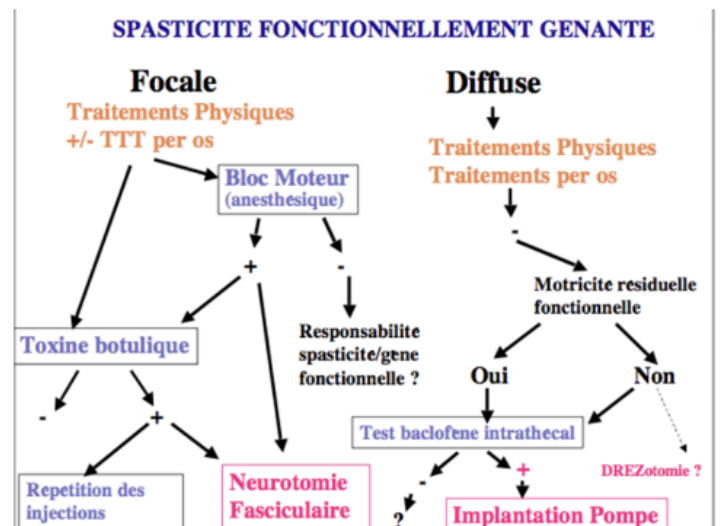 SPASTICITE FONCTIONNELLEMENT GENANTE
Focale
Traitements Physiques
+/- TTT per os
Bloc Moteur
(anesthesique)
+
-
Responsabilite
spasticite/gene
fonctionnelle ?
Toxine botulique
-
+
Repetition des
injections
Neurotomie
Fasciculaire
Diffuse
Traitements Physiques
Traitements per os
-
Motricite residuelle
fonctionnelle
Oui
Non
Test baclofene intrathecal
DREZotomie ?
-
+
?
Implantation Pompe